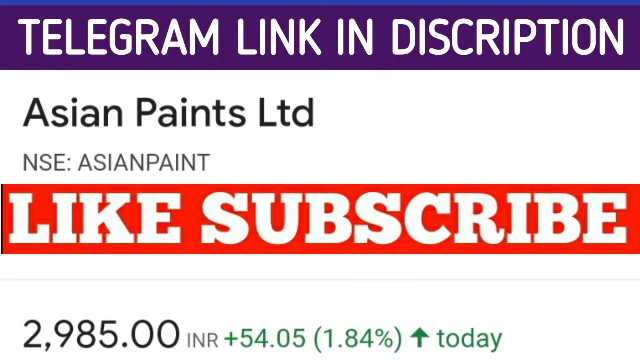 TELEGRAM LINK IN DISCRIPTION
Asian Paints Ltd
NSE: ASIANPAINT
LIKE SUBSCRIBE
2,985.00 INR +54.05 (1.84%) ↑ today